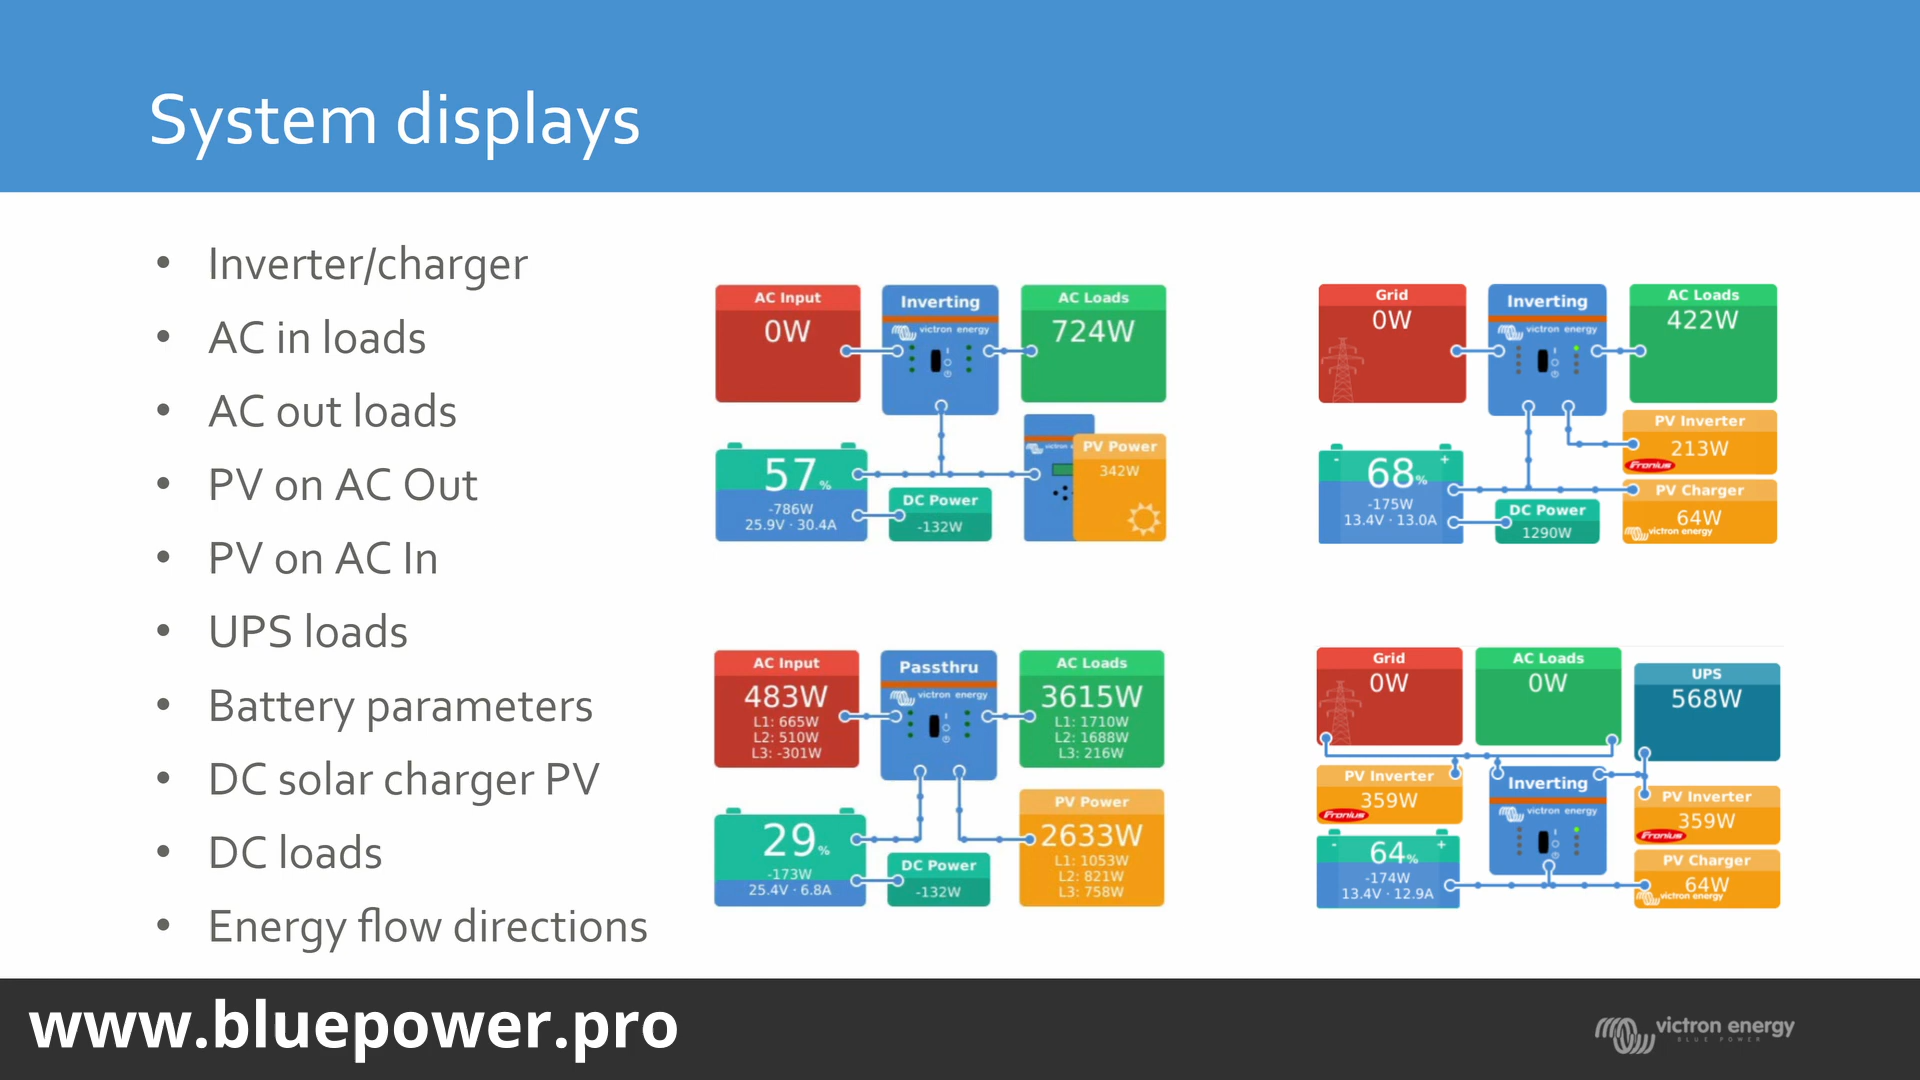 System displays
• Inverter/charger
• AC in loads
• AC out loads
• PV on AC Out
• PV on AC In
• UPS loads
• Battery parameters
• DC solar charger PV
• DC loads
• Energy flow directions
AC Input
0W
Inverting
victron energy
AC Loads
724W
57%
-786W
25.9V · 30.4A
DC Power
-132W
PV Power
342W
Grid
0W
Inverting
victron energy
AC Loads
422W
PV Inverter
213W
Fronius
- +
68%
-175W
13.4V · 13.0A
DC Power
1290W
PV Charger
64W
victron energy
AC Input
483W
L1: 665W
L2: 510W
L3: -301W
Passthru
victron energy
AC Loads
3615W
L1: 1710W
L2: 1688W
L3: 216W
29%
-173W
25.4V · 6.8A
DC Power
-132W
PV Power
2633W
L1: 1053W
L2: 821W
L3: 758W
Grid
0W
AC Loads
0W
UPS
568W
PV Inverter
359W
Fronius
Inverting
victron energy
PV Inverter
359W
Fronius
- +
64%
-174W
13.4V · 12.9A
PV Charger
64W
victron energy
www.bluepower.pro
victron energy
BLUE POWER